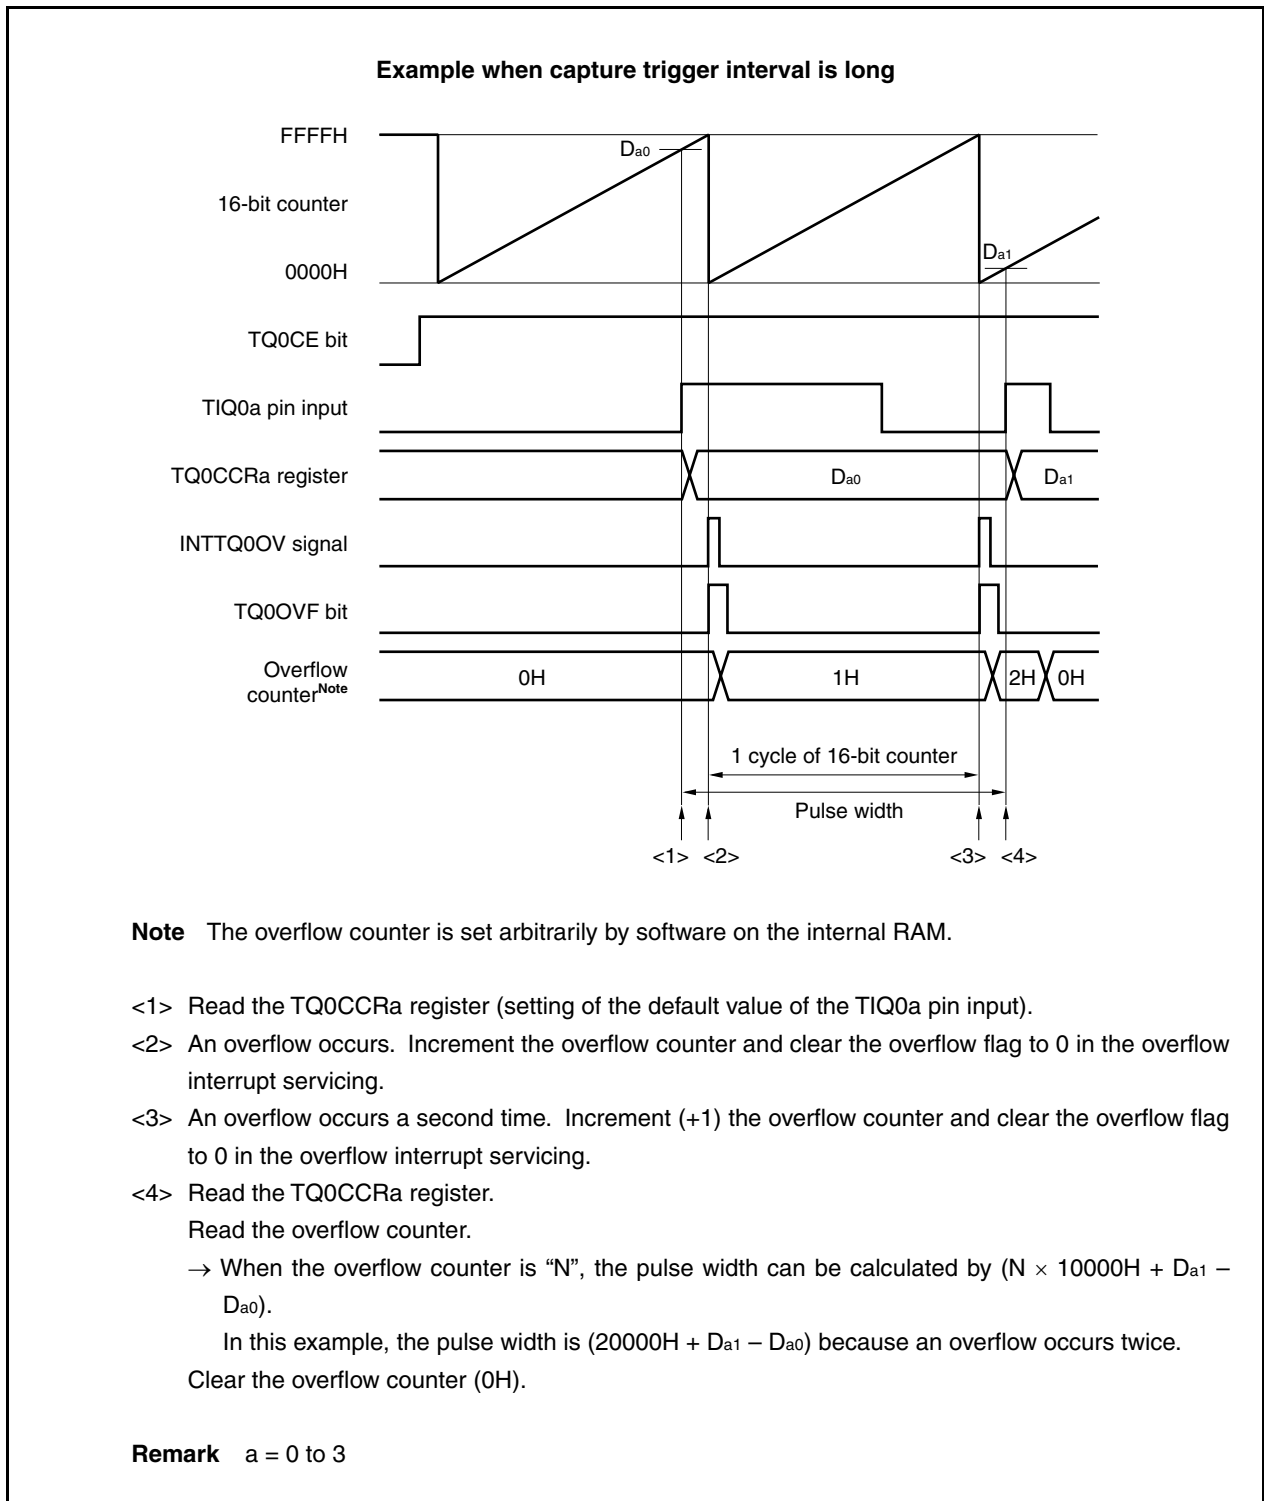 Example when capture trigger interval is long
FFFFH
Da0
16-bit counter
Da1
0000H
TQ0CE bit
TIQ0a pin input
TQ0CCRa register
Da0
Da1
INTTQ0OV signal
TQ0OVF bit
Overflow
counterNote
0H
1H
2H
0H
1 cycle of 16-bit counter
Pulse width
<1> <2> <3> <4>
Note The overflow counter is set arbitrarily by software on the internal RAM.
<1> Read the TQ0CCRa register (setting of the default value of the TIQ0a pin input).
<2> An overflow occurs. Increment the overflow counter and clear the overflow flag to 0 in the overflow
interrupt servicing.
<3> An overflow occurs a second time. Increment (+1) the overflow counter and clear the overflow flag
to 0 in the overflow interrupt servicing.
<4> Read the TQ0CCRa register.
Read the overflow counter.
→ When the overflow counter is “N”, the pulse width can be calculated by (N × 10000H + Da1 –
Da0).
In this example, the pulse width is (20000H + Da1 – Da0) because an overflow occurs twice.
Clear the overflow counter (0H).
Remark a = 0 to 3